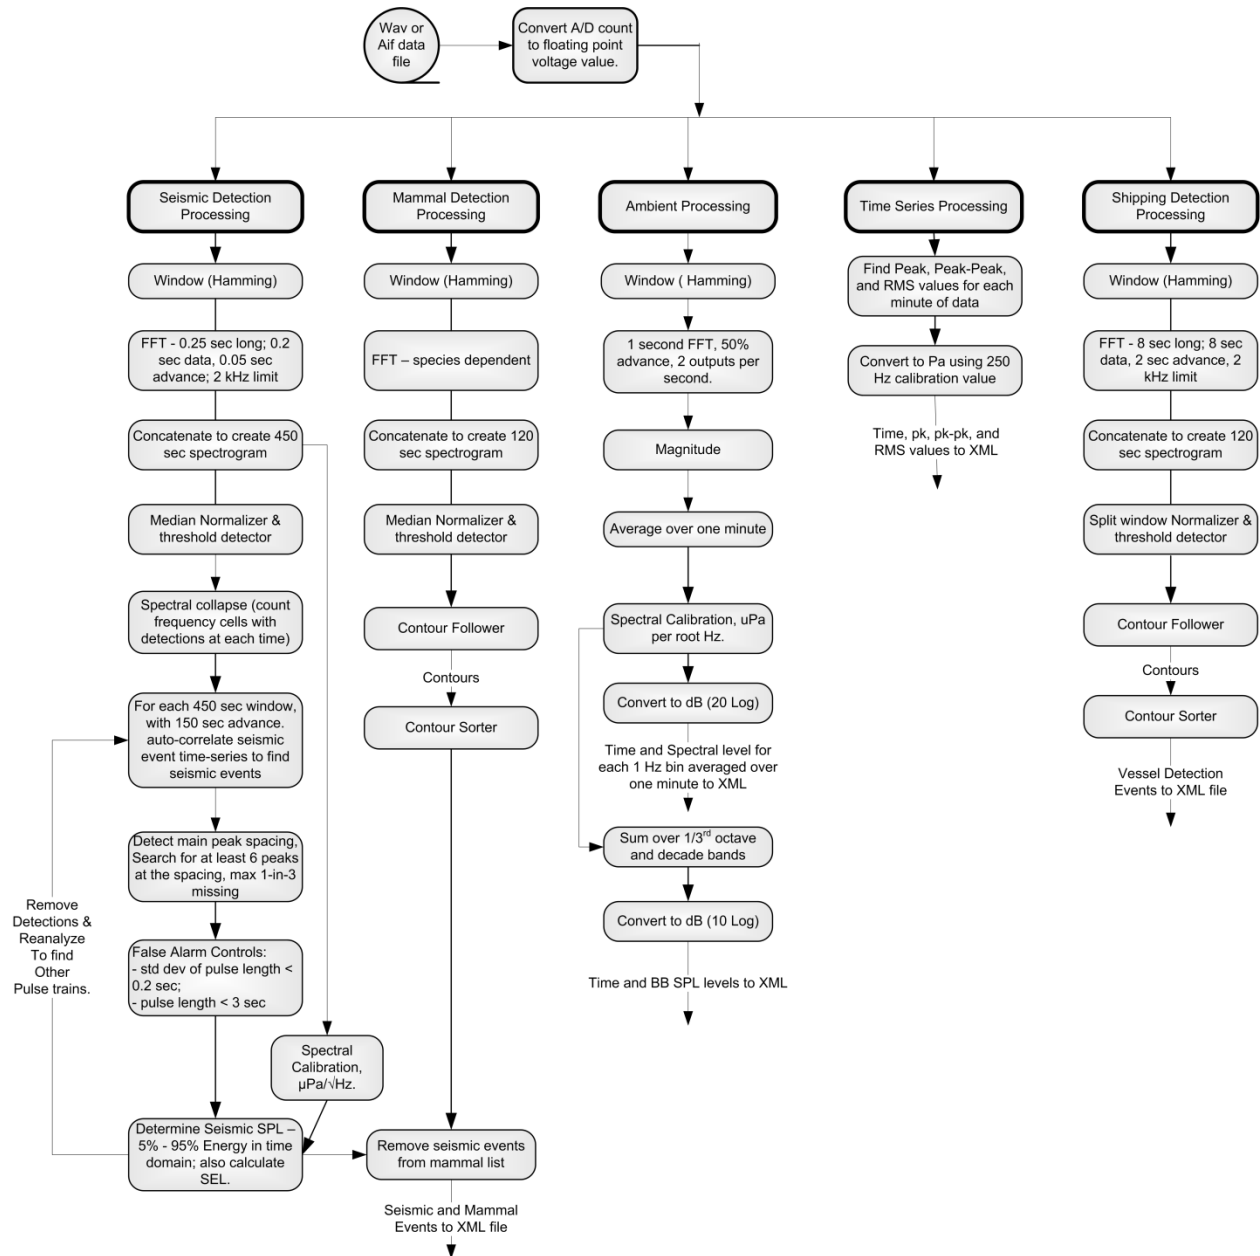 Wav or
Aif data
file
Convert A/D count
to floating point
voltage value.
Seismic Detection
Processing
Window (Hamming)
FFT - 0.25 sec long; 0.2
sec data, 0.05 sec
advance; 2 kHz limit
Concatenate to create 450
sec spectrogram
Median Normalizer &
threshold detector
Spectral collapse (count
frequency cells with
detections at each time)
For each 450 sec window,
with 150 sec advance.
auto-correlate seismic
event time-series to find
seismic events
Detect main peak spacing,
Search for at least 6 peaks
at the spacing, max 1-in-3
missing
False Alarm Controls:
- std dev of pulse length <
0.2 sec;
- pulse length < 3 sec
Remove
Detections &
Reanalyze
To find
Other
Pulse trains.
Spectral
Calibration,
µPa/√Hz.
Determine Seismic SPL –
5% - 95% Energy in time
domain; also calculate
SEL.
Mammal Detection
Processing
Window (Hamming)
FFT – species dependent
Concatenate to create 120
sec spectrogram
Median Normalizer &
threshold detector
Contour Follower
Contours
Contour Sorter
Remove seismic events
from mammal list
Seismic and Mammal
Events to XML file
Ambient Processing
Window ( Hamming)
1 second FFT, 50%
advance, 2 outputs per
second.
Magnitude
Average over one minute
Spectral Calibration, uPa
per root Hz.
Convert to dB (20 Log)
Time and Spectral level for
each 1 Hz bin averaged over
one minute to XML
Sum over 1/3rd octave
and decade bands
Convert to dB (10 Log)
Time and BB SPL levels to XML
Time Series Processing
Find Peak, Peak-Peak,
and RMS values for each
minute of data
Convert to Pa using 250
Hz calibration value
Time, pk, pk-pk, and
RMS values to XML
Shipping Detection
Processing
Window (Hamming)
FFT - 8 sec long; 8 sec
data, 2 sec advance, 2
kHz limit
Concatenate to create 120
sec spectrogram
Split window Normalizer &
threshold detector
Contour Follower
Contours
Contour Sorter
Vessel Detection
Events to XML file